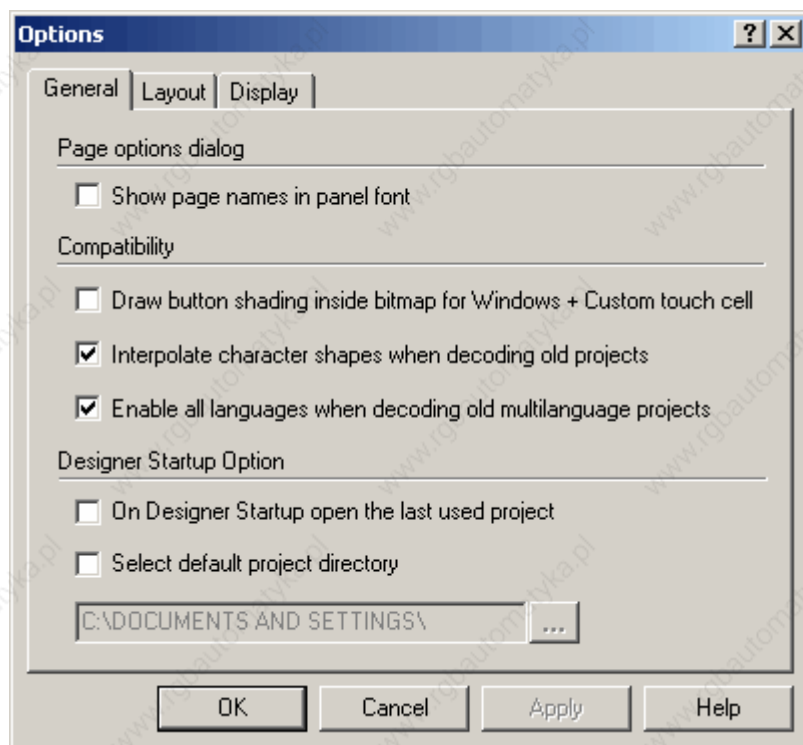 Options
General Layout Display
Page options dialog
Show page names in panel font
Compatibility
Draw button shading inside bitmap for Windows + Custom touch cell
Interpolate character shapes when decoding old projects
Enable all languages when decoding old multilanguage projects
Designer Startup Option
On Designer Startup open the last used project
Select default project directory
C:\DOCUMENTS AND SETTINGS\ ...
OK Cancel Apply Help
www.rgbautomatyka.pl